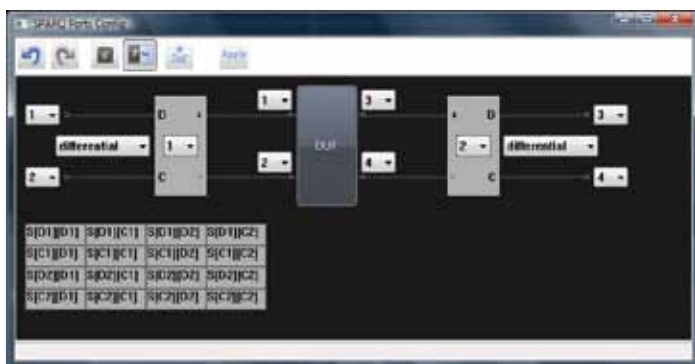 SPARQ Ports Config
Apply
1 3
1 D D 3
differential 1 DUT 2 differential
2 4
2 C C 4
S[D1][D1] S[D1][C1] S[D1][D2] S[D1][C2]
S[C1][D1] S[C1][C1] S[C1][D2] S[C1][C2]
S[D2][D1] S[D2][C1] S[D2][D2] S[D2][C2]
S[C2][D1] S[C2][C1] S[C2][D2] S[C2][C2]